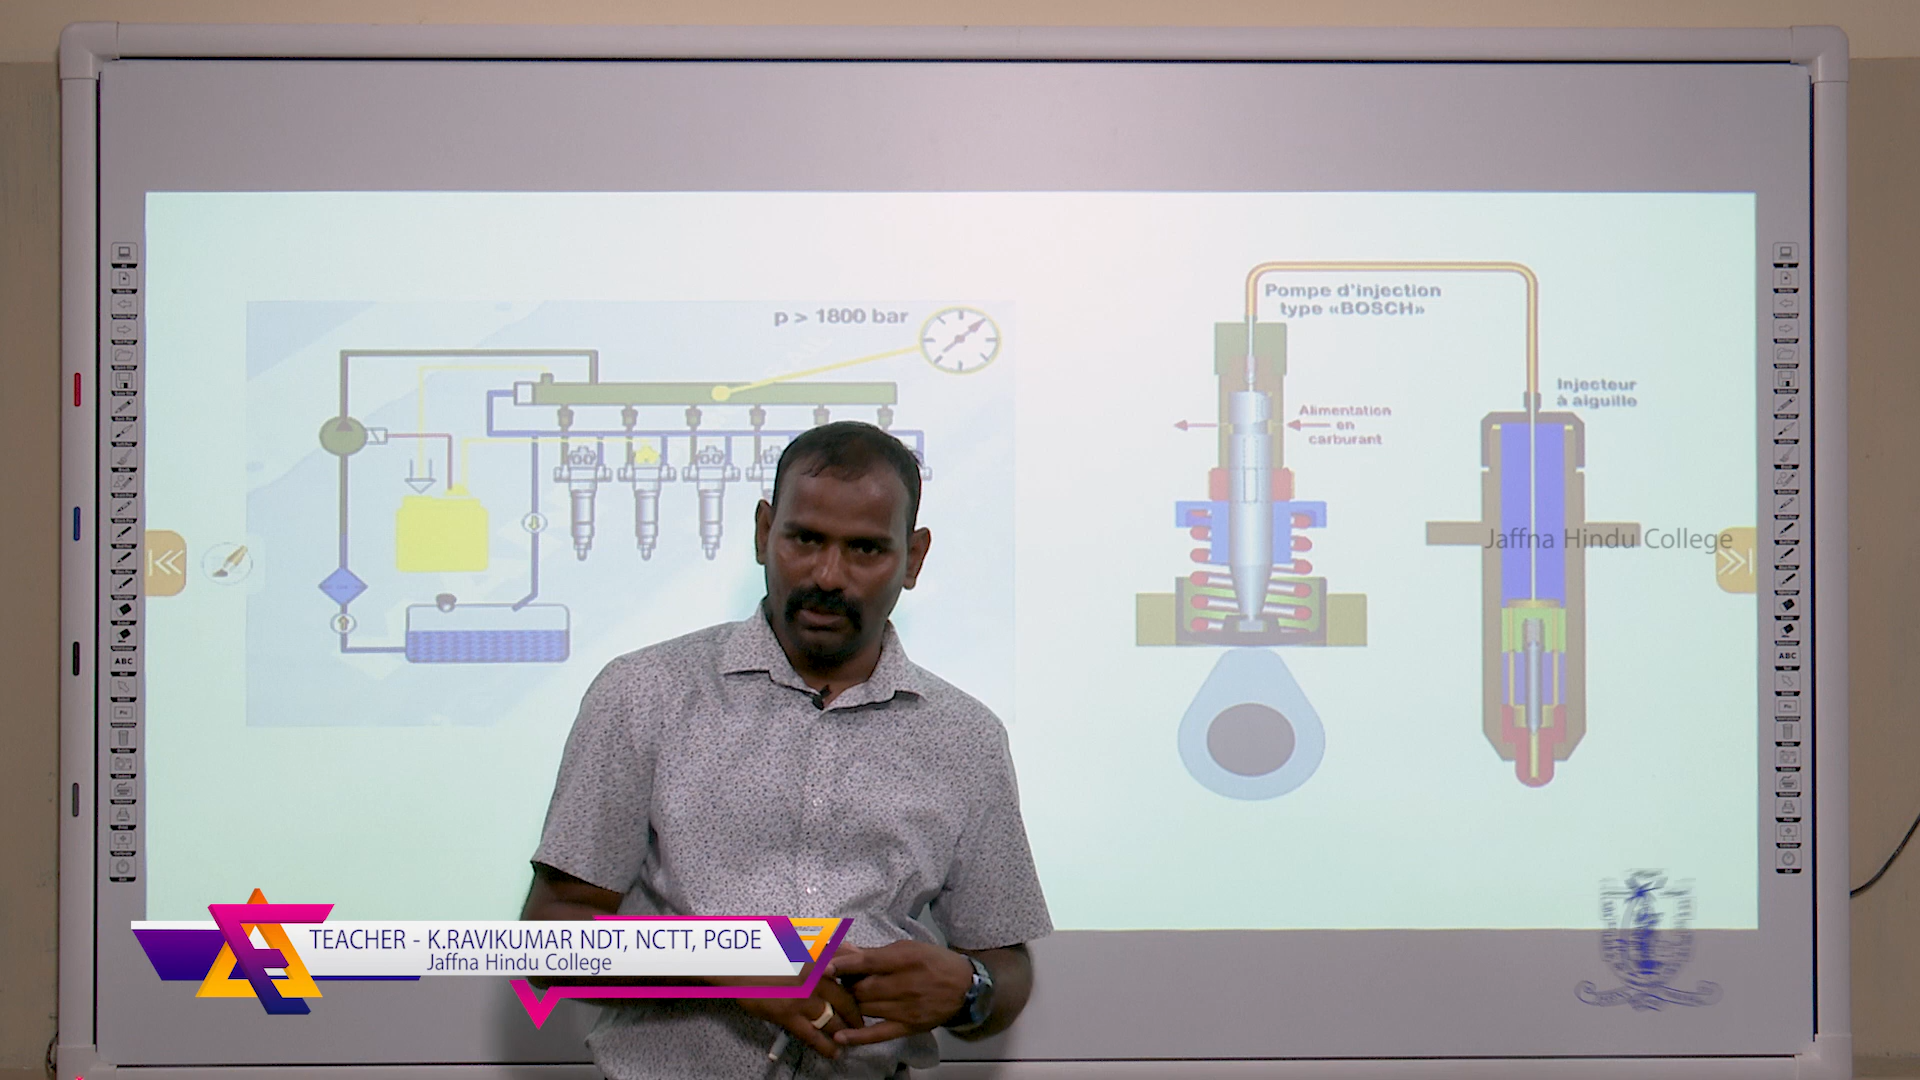 p > 1800 bar
Pompe d'injection
type «BOSCH»
Injecteur
à aiguille
Alimentation
en
carburant
Jaffna Hindu College
ABC
ABC
TEACHER - K.RAVIKUMAR NDT, NCTT, PGDE
Jaffna Hindu College